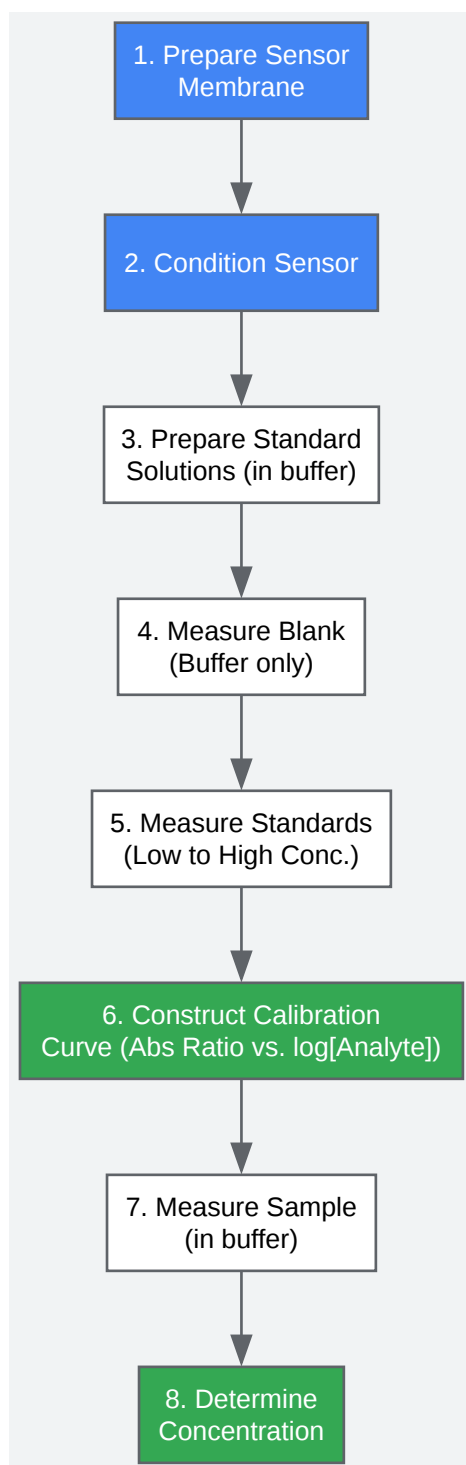 1. Prepare Sensor
Membrane
2. Condition Sensor
3. Prepare Standard
Solutions (in buffer)
4. Measure Blank
(Buffer only)
5. Measure Standards
(Low to High Conc.)
6. Construct Calibration
Curve (Abs Ratio vs. log[Analyte])
7. Measure Sample
(in buffer)
8. Determine
Concentration